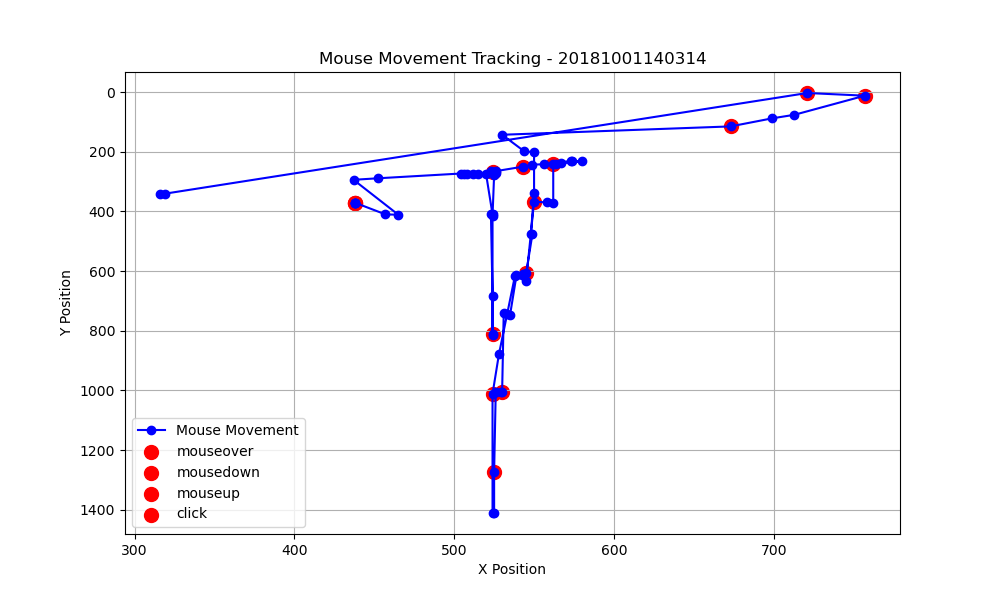 Mouse Movement Tracking - 20181001140314
0
200
400
600
800
1000
1200
1400
Y Position
Mouse Movement
mouseover
mousedown
mouseup
click
300
400
500
600
700
X Position